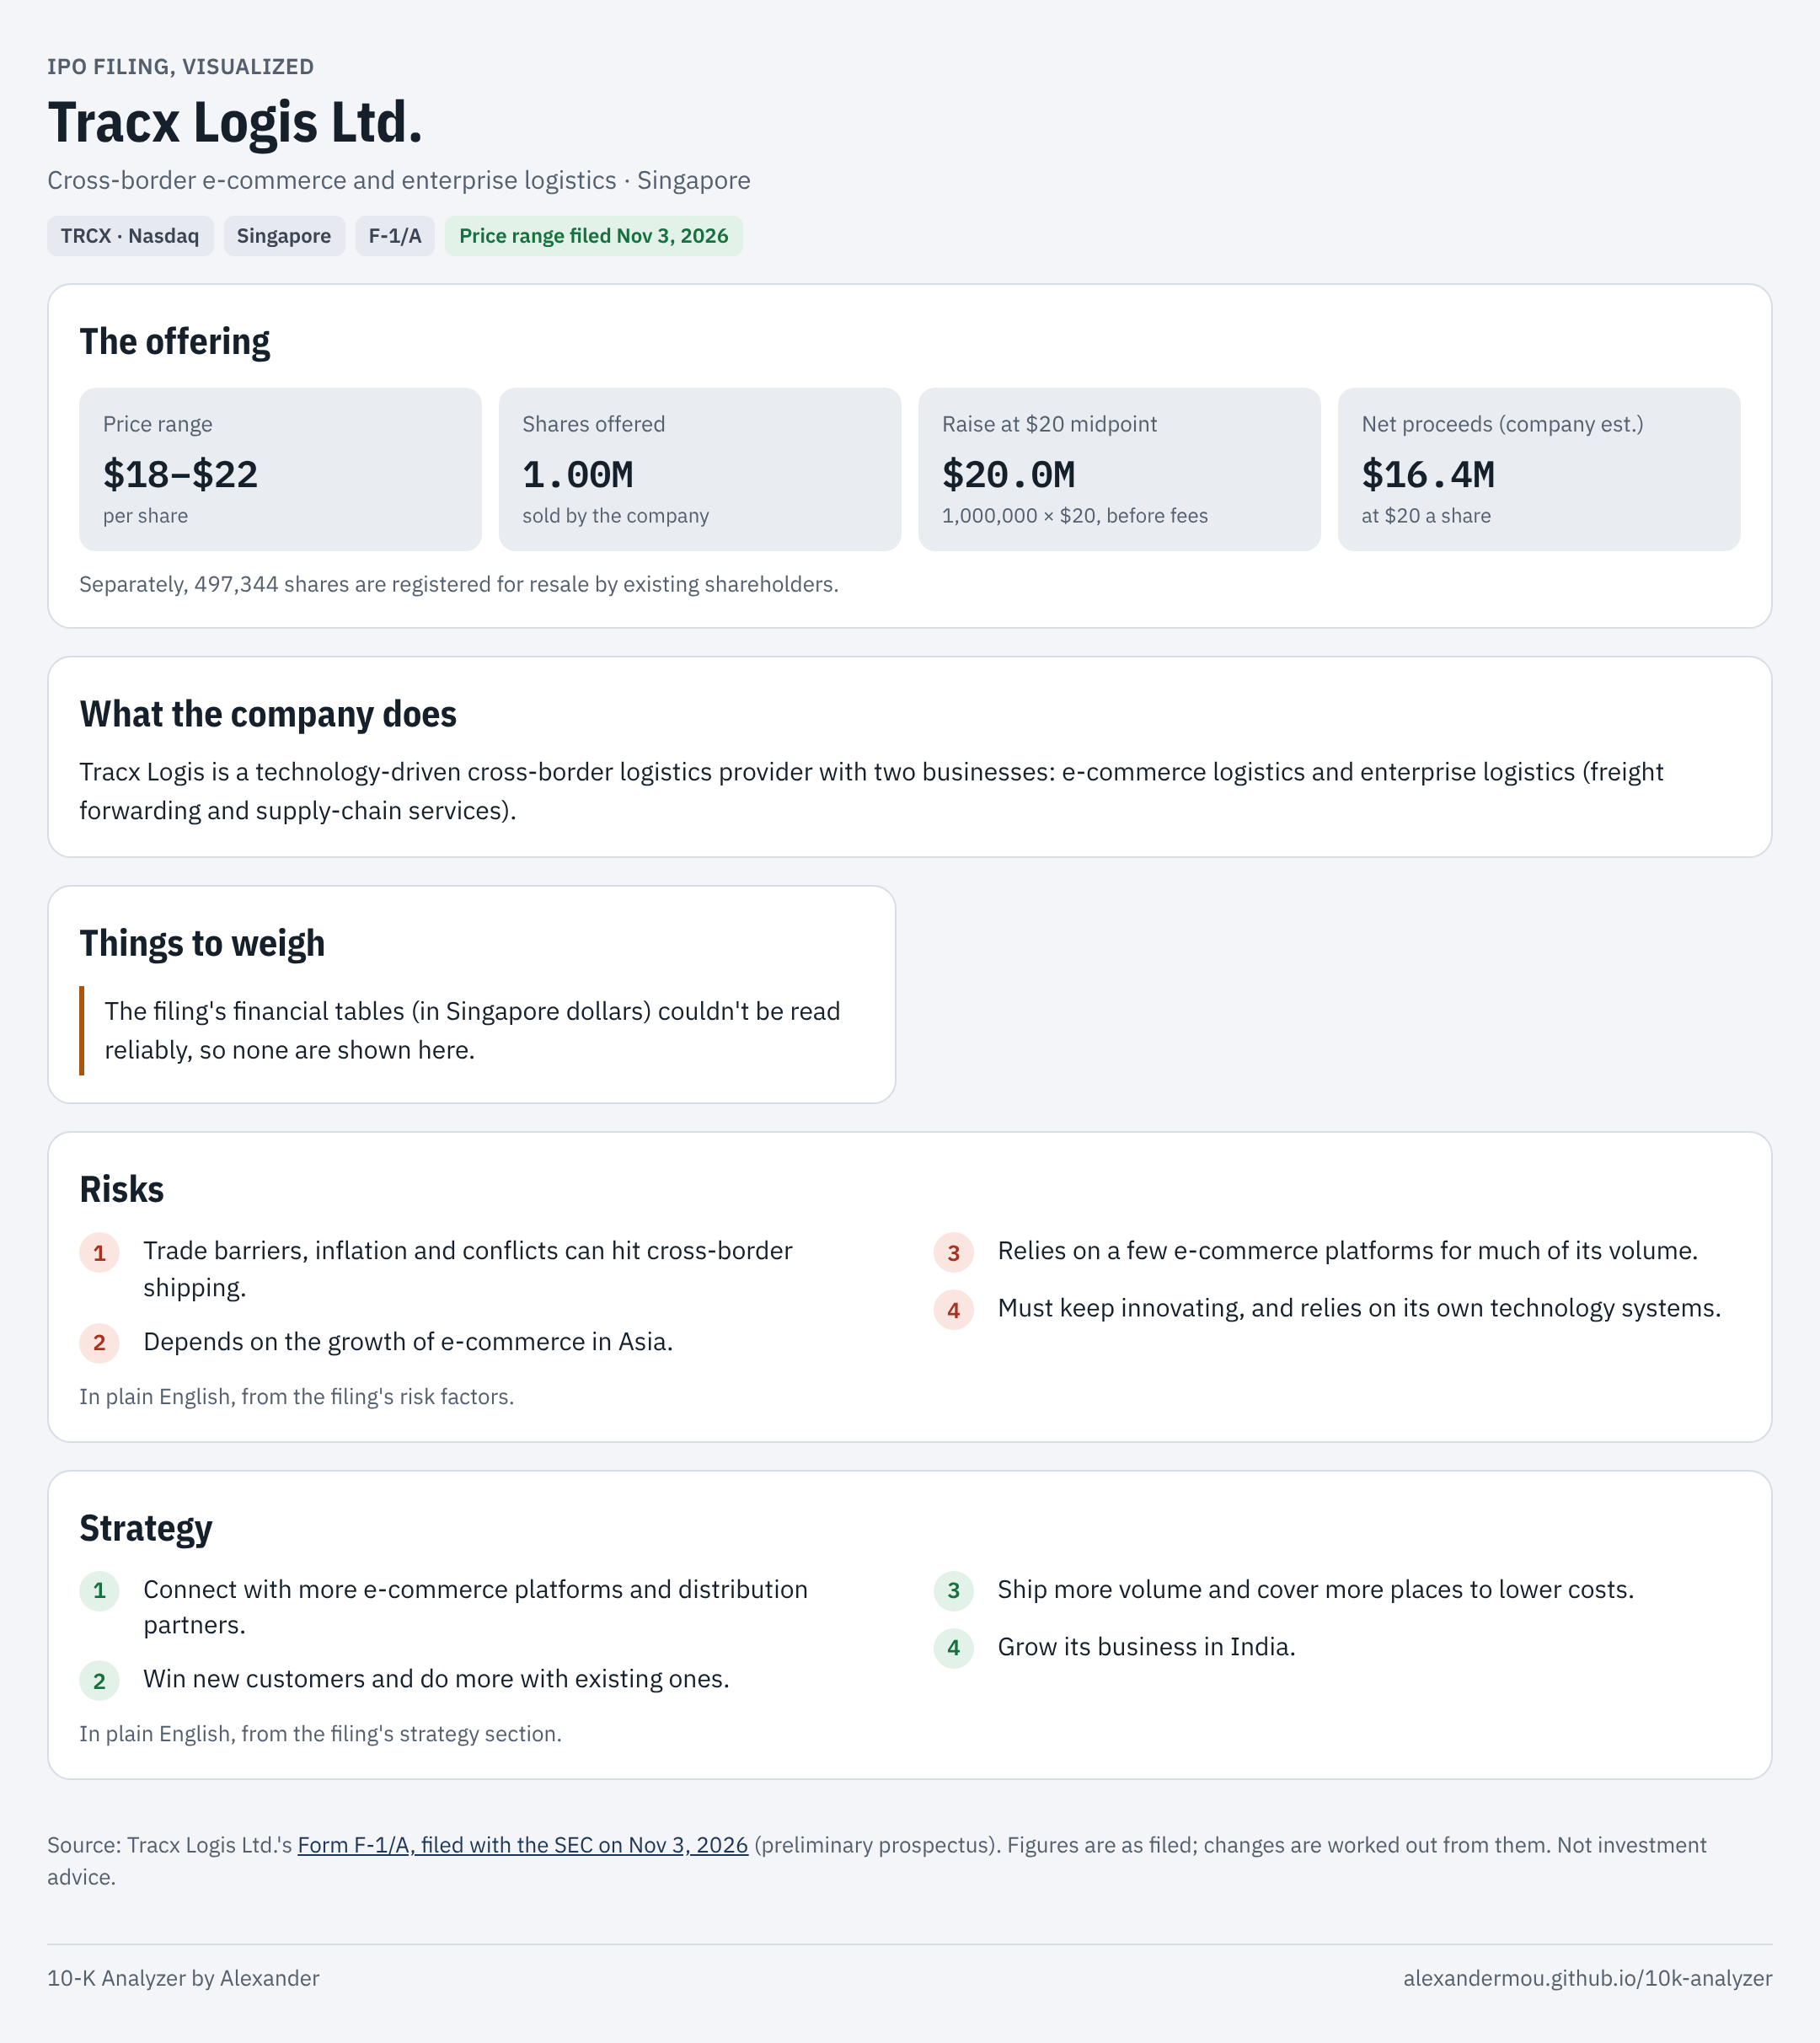 IPO FILING, VISUALIZED
Tracx Logis Ltd.
Cross-border e-commerce and enterprise logistics · Singapore
TRCX · Nasdaq
Singapore
F-1/A
Price range filed Nov 3, 2026
The offering
Price range
$18–$22
per share
Shares offered
1.00M
sold by the company
Raise at $20 midpoint
$20.0M
1,000,000 × $20, before fees
Net proceeds (company est.)
$16.4M
at $20 a share
Separately, 497,344 shares are registered for resale by existing shareholders.
What the company does
Tracx Logis is a technology-driven cross-border logistics provider with two businesses: e-commerce logistics and enterprise logistics (freight
forwarding and supply-chain services).
Things to weigh
The filing's financial tables (in Singapore dollars) couldn't be read
reliably, so none are shown here.
Risks
1 Trade barriers, inflation and conflicts can hit cross-border
shipping.
2 Depends on the growth of e-commerce in Asia.
3 Relies on a few e-commerce platforms for much of its volume.
4 Must keep innovating, and relies on its own technology systems.
In plain English, from the filing's risk factors.
Strategy
1 Connect with more e-commerce platforms and distribution
partners.
2 Win new customers and do more with existing ones.
3 Ship more volume and cover more places to lower costs.
4 Grow its business in India.
In plain English, from the filing's strategy section.
Source: Tracx Logis Ltd.'s Form F-1/A, filed with the SEC on Nov 3, 2026 (preliminary prospectus). Figures are as filed; changes are worked out from them. Not investment
advice.
10-K Analyzer by Alexander
alexandermou.github.io/10k-analyzer